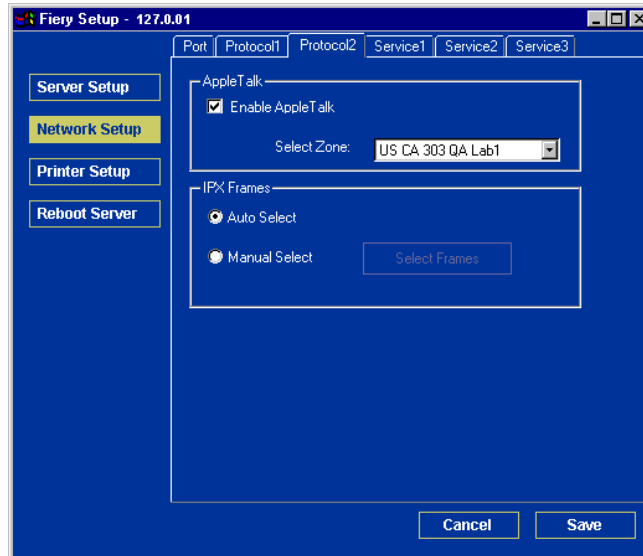 Fiery Setup - 127.0.01
Port Protocol1 Protocol2 Service1 Service2 Service3
Server Setup
Network Setup
Printer Setup
Reboot Server
AppleTalk
Enable AppleTalk
Select Zone: US CA 303 QA Lab1
IPX Frames
Auto Select
Manual Select Select Frames
Cancel Save